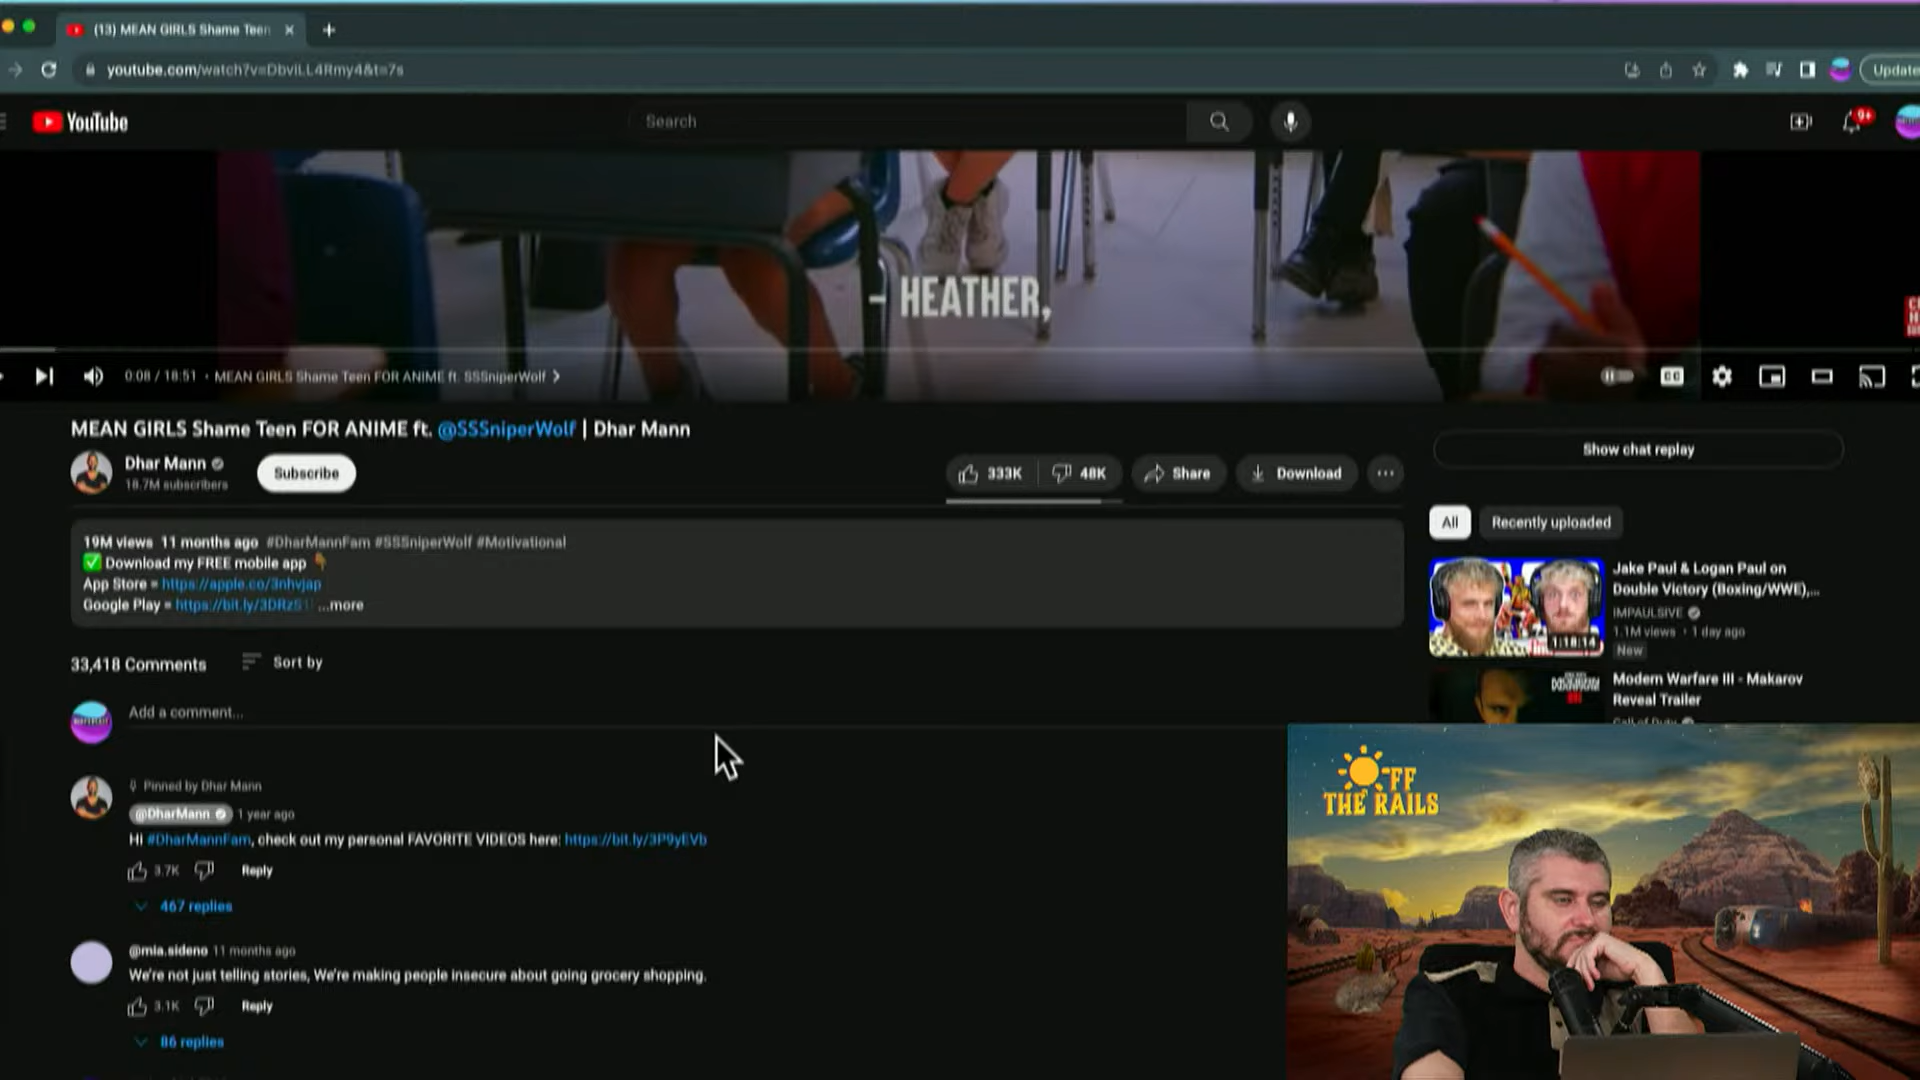 (13) MEAN GIRLS Shame Teen
youtube.com/watch?v=DbviLL4Rmy4&t=7s
Update
YouTube
Search
9+
- HEATHER,
0:08 / 18:51 • MEAN GIRLS Shame Teen FOR ANIME ft. SSSniperWolf
CC
MEAN GIRLS Shame Teen FOR ANIME ft. @SSSniperWolf | Dhar Mann
Dhar Mann
18.7M subscribers
Subscribe
333K
48K
Share
Download
Show chat replay
19M views 11 months ago #DharMannFam #SSSniperWolf #Motivational
Download my FREE mobile app
App Store = https://apple.co/3nhvjap
Google Play = ...more
All
Recently uploaded
Jake Paul & Logan Paul on
Double Victory (Boxing/WWE),...
IMPAULSIVE
1.1M views • 1 day ago
New
1:18:14
Modern Warfare III - Makarov
Reveal Trailer
Call of Duty
33,418 Comments
Sort by
Add a comment...
Pinned by Dhar Mann
@DharMann
1 year ago
Hi #DharMannFam, check out my personal FAVORITE VIDEOS here: https://bit.ly/3P9yEVb
3.7K
Reply
467 replies
@mia.sideno 11 months ago
We're not just telling stories, We're making people insecure about going grocery shopping.
3.1K
Reply
86 replies
OFF
THE RAILS